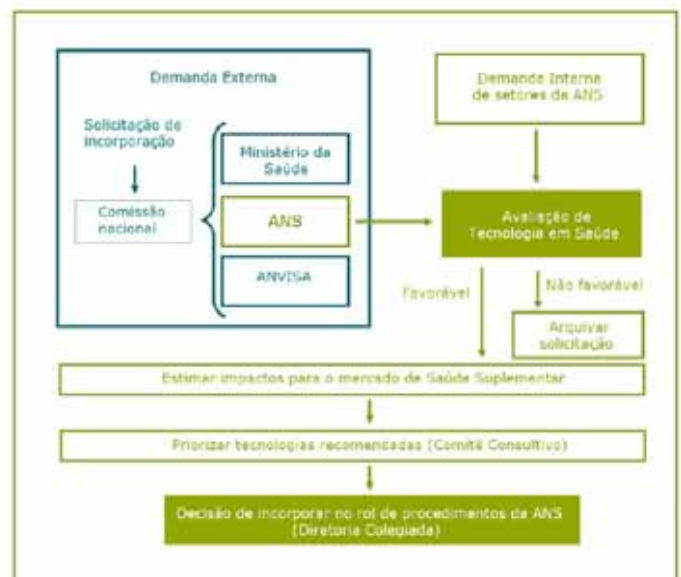 Demanda Externa
Solicitação de
incorporação
Comissão
nacional
Ministério da
Saúde
ANS
ANVISA
Demanda Interna
de setores da ANS
Avaliação de
Tecnologia em Saúde
Favorável
Não favorável
Arquivar
solicitação
Estimar impactos para o mercado de Saúde Suplementar
Priorizar tecnologias recomendadas (Comitê Consultivo)
Decisão de incorporar no rol de procedimentos da ANS
(Diretoria Colegiada)